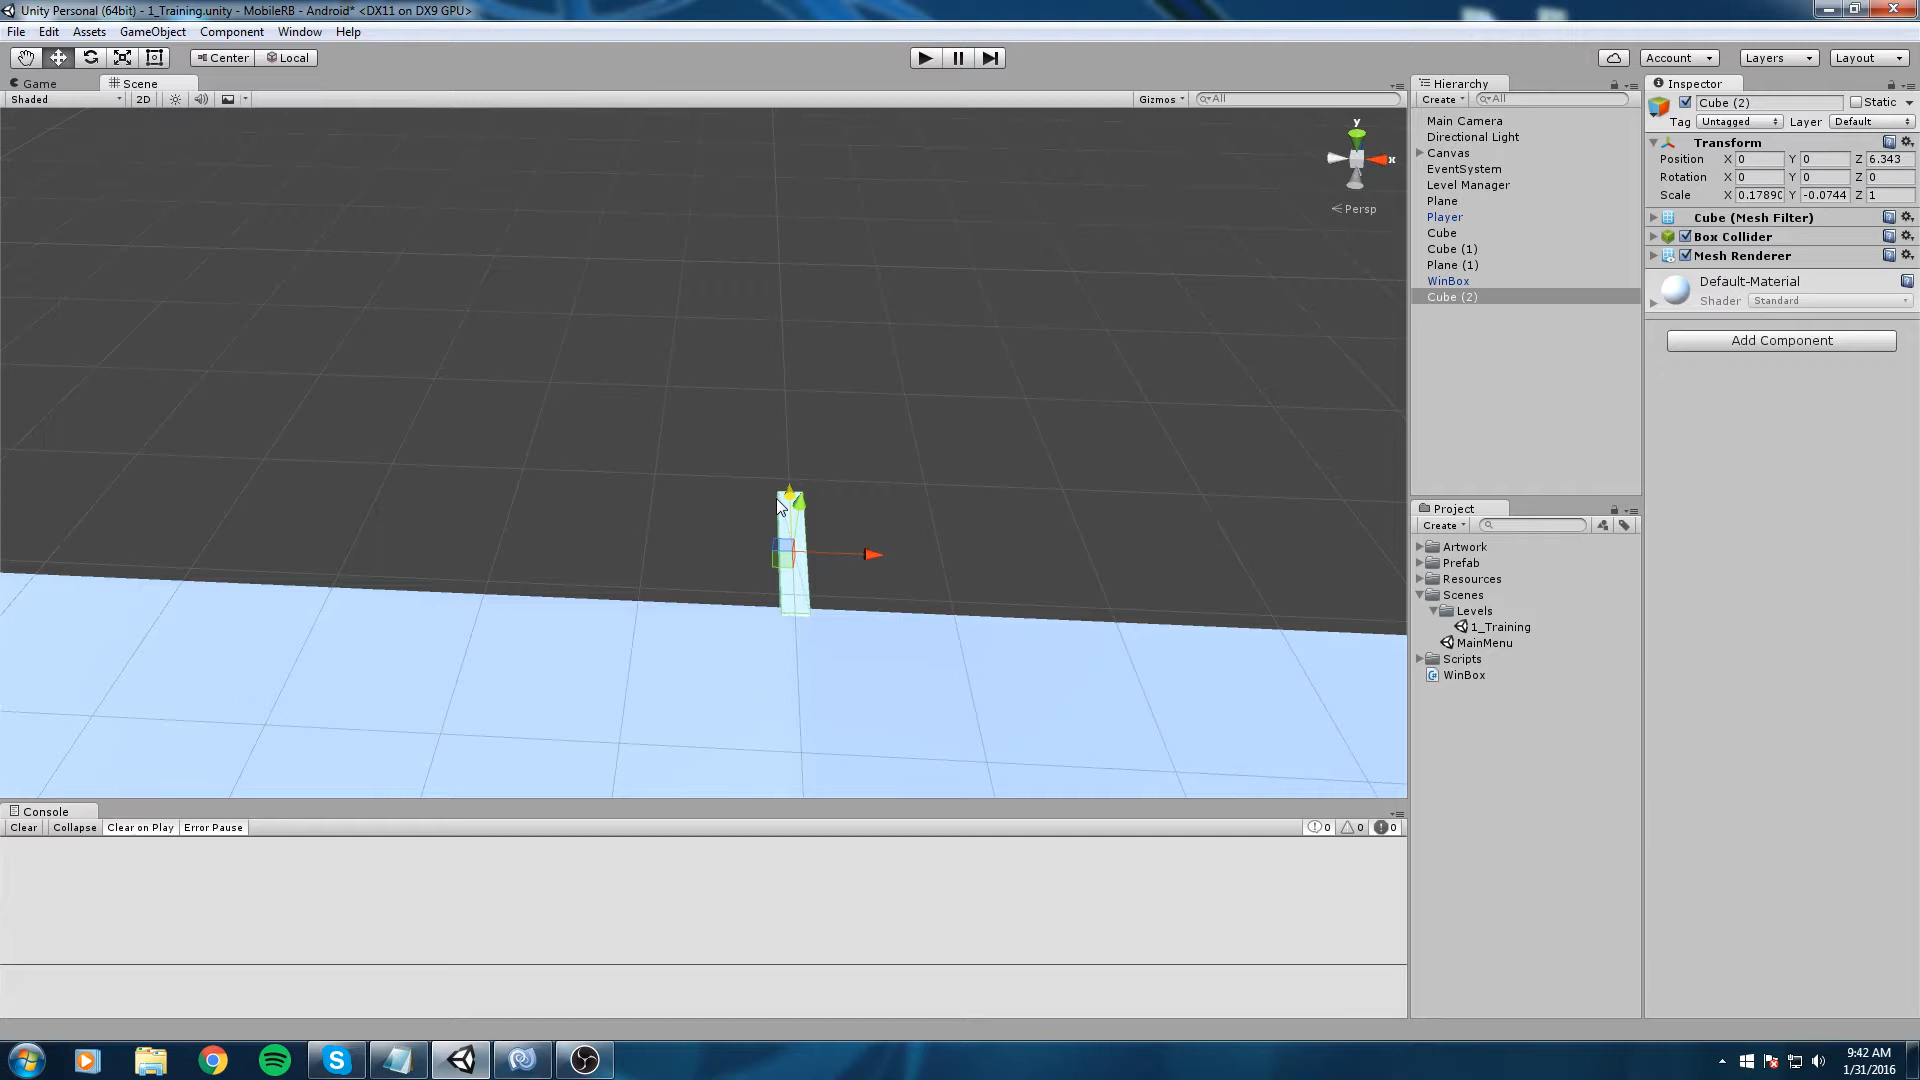 Unity Personal (64bit) - 1_Training.unity - MobileRB - Android* <DX11 on DX9 GPU>
File Edit Assets GameObject Component Window Help
Center Local
Account Layers Layout
Game Scene
Shaded 2D Gizmos All
y
x
Persp
Hierarchy
Create All
Main Camera
Directional Light
Canvas
EventSystem
Level Manager
Plane
Player
Cube
Cube (1)
Plane (1)
WinBox
Cube (2)
Project
Create
Artwork
Prefab
Resources
Scenes
Levels
1_Training
MainMenu
Scripts
WinBox
Inspector
Cube (2) Static
Tag Untagged Layer Default
Transform
Position X 0 Y 0 Z 6.343
Rotation X 0 Y 0 Z 0
Scale X 0.1789 Y -0.0744 Z 1
Cube (Mesh Filter)
Box Collider
Mesh Renderer
Default-Material
Shader Standard
Add Component
Console
Clear Collapse Clear on Play Error Pause 0 0 0
9:42 AM
1/31/2016